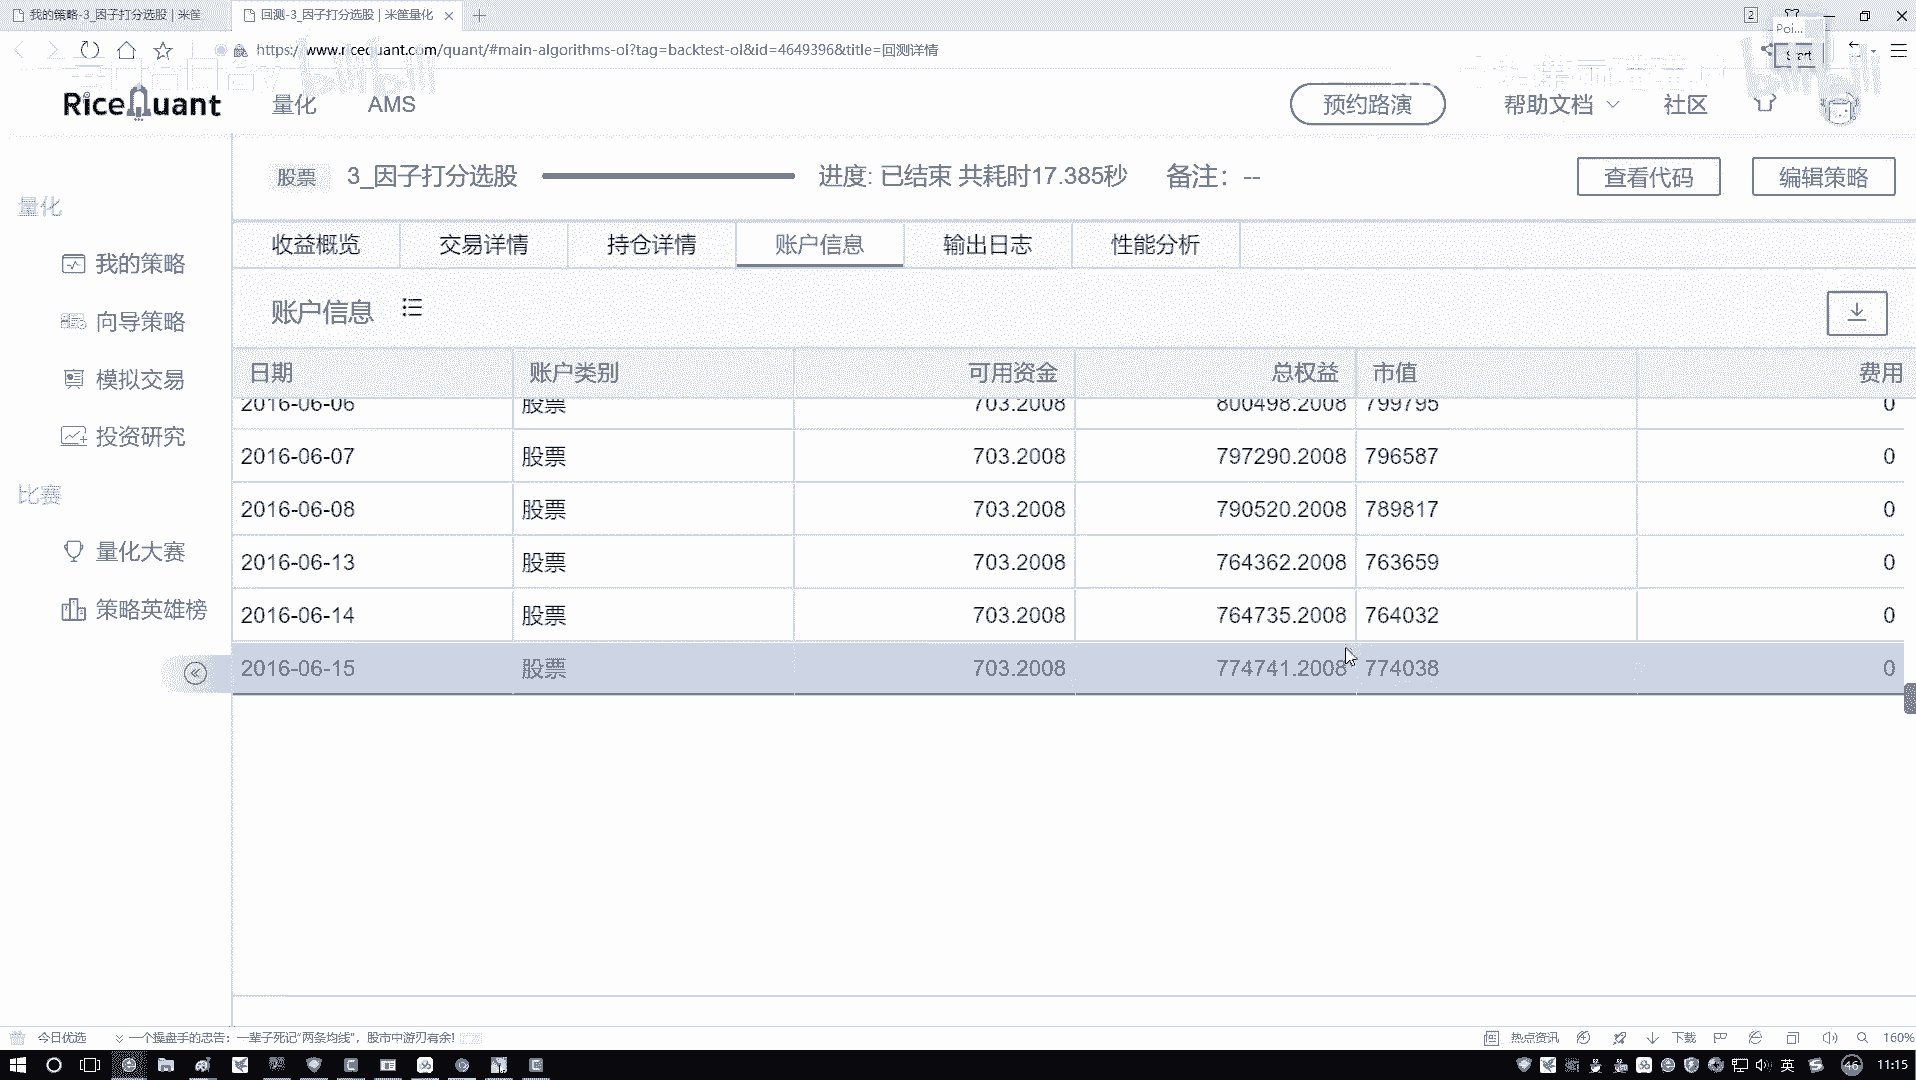 我的策略-3_因子打分选股 | 米筐
回测-3_因子打分选股 | 米筐量化
2
https://www.ricequant.com/quant/#main-algorithms-ol?tag=backtest-ol&id=4649396&title=回测详情
Poi...
Start
RiceQuant
量化
AMS
预约路演
帮助文档
社区
股票
3_因子打分选股
进度: 已结束 共耗时17.385秒
备注：--
查看代码
编辑策略
量化
我的策略
向导策略
模拟交易
投资研究
比赛
量化大赛
策略英雄榜
收益概览 交易详情 持仓详情 账户信息 输出日志 性能分析
账户信息
日期 账户类别 可用资金 总权益 市值 费用
2016-06-06 股票 703.2008 800498.2008 799795 0
2016-06-07 股票 703.2008 797290.2008 796587 0
2016-06-08 股票 703.2008 790520.2008 789817 0
2016-06-13 股票 703.2008 764362.2008 763659 0
2016-06-14 股票 703.2008 764735.2008 764032 0
2016-06-15 股票 703.2008 774741.2008 774038 0
今日优选
一个操盘手的忠告：一辈子死记“两条均线”，股市中游刃有余!
热点资讯
下载
160%
英
46
11:15